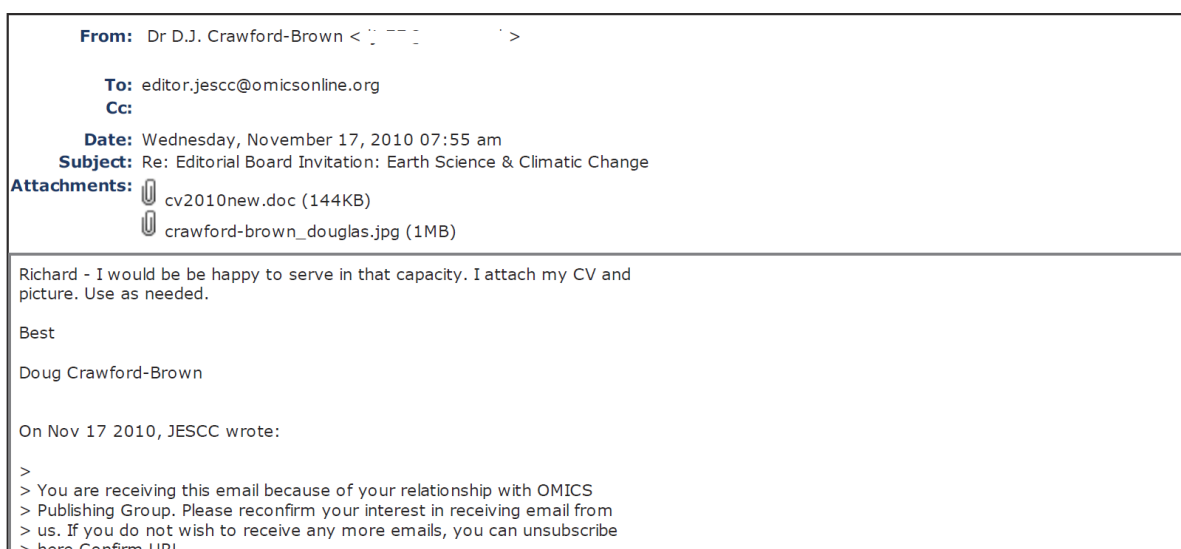 From: Dr D.J. Crawford-Brown < >
To: editor.jescc@omicsonline.org
Cc:
Date: Wednesday, November 17, 2010 07:55 am
Subject: Re: Editorial Board Invitation: Earth Science & Climatic Change
Attachments:
cv2010new.doc (144KB)
crawford-brown_douglas.jpg (1MB)
Richard - I would be be happy to serve in that capacity. I attach my CV and
picture. Use as needed.
Best
Doug Crawford-Brown
On Nov 17 2010, JESCC wrote:
>
> You are receiving this email because of your relationship with OMICS
> Publishing Group. Please reconfirm your interest in receiving email from
> us. If you do not wish to receive any more emails, you can unsubscribe
> here Confirm URL